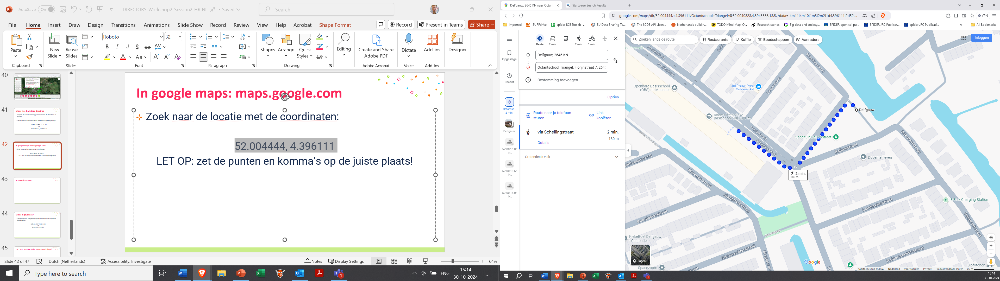 AutoSave On
DIRECTORS_Workshop2_Session2_HR NL
• Saved
Search
File Home Insert Draw Design Transitions Animations Slide Show Record Review View Help Acrobat Shape Format
Record
Present in Teams
Share
Paste
New Slide
Reuse Slides
Roboto 32
Shapes Arrange Quick Styles
Editing
Create and Share Adobe PDF
Dictate
Add-ins
Designer
Clipboard Slides Font Paragraph Drawing Adobe Acrobat Voice Add-ins
40
41
Missie fase 3: vindt de directrice
42
In google maps: maps.google.com
43
In openstreetmap
44
Missie 4: gevonden?
45
Zo... wat vonden jullie van de workshop?
In google maps: maps.google.com
Zoek naar de locatie met de coordinaten:
52.004444, 4.396111
LET OP: zet de punten en komma’s op de juiste plaats!
Slide 42 of 47
Dutch (Netherlands)
Accessibility: Investigate
Notes
Display Settings
64%
Type here to search
ENG
15:14
30-10-2024
Delfgauw, 2645 KN naar Octant
Startpage Search Results
google.com/maps/dir/52.004444,+4.396111/Octantschool+Triangel/@52.0040828,4.3945586,18.5z/data=!4m11!4m10!1m3!2m2!1d4.396111!2d52....
VPN
Imported
SURFdrive
spider IO5 Toolkit -...
EU Data Sharing To...
The SCDS API Licen...
Netherlands buildin...
TODO Mind Map, O...
Research stories
Big data and society...
SPIDER open sdi pu...
SPIDER JRC Publicat...
spider JRC Publicati...
All Bookmarks
Opgeslagen
Recent
Octantsc...
2 min.
Delfgauw
52°00'16.0"
N...
52°00'15.6"
N...
52°00'15.0"
N...
Beste
2 min.
2 min.
1 min.
Delfgauw, 2645 KN
Octantschool Triangel, Florijnstraat 7, 264
Bestemming toevoegen
Opties
Route naar je telefoon sturen
Link kopiëren
via Schellingstraat
2 min.
180 m
Details
Grotendeels vlak
Zoeken langs de route
Restaurants
Koffie
Boodschappen
Aanraders
Inloggen
Florijnstraat
Florijnstraat
Schellingstraat
Leeuwstraat
Openbare Basisschool
(OBS) de Meander
Juffrouw Post
Cadeauwinkel
Rooms Katholieke
Basisschool (RKBS) Het...
Delfgauw
Florijnstraat
Schellingstraat
Speeltuin Baljuwstraat
Baljuwstraat
Dijkgraafstraat
Docentenleven
Molenaarstraat
Molenaarstraat
Molenaarstraat
2 min.
180 m
Slagturverstraat
Gaardenierstraat
Landmeterstraat
E-Flux Charging Station
Dijkgraafstraat
Stuiverpad
KiekeBoe! Delfgauw
- Gastouder
Lagen
Spacezoom
Sluiswachterstraat
Poldermeesterstraat
Google
Biofotonen
Kaartgegevens ©2024 Nederland Voorwaarden Privacy Productfeedback sturen 20 m
15:14
30-10-2024